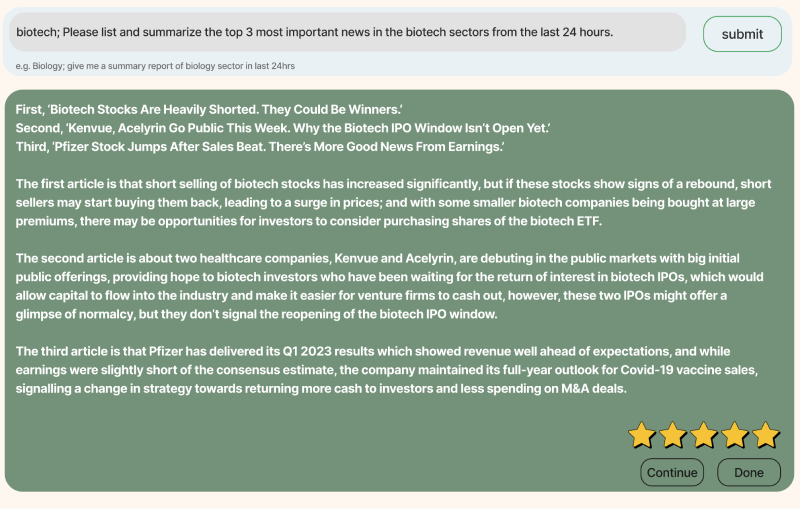 biotech; Please list and summarize the top 3 most important news in the biotech sectors from the last 24 hours.
submit
e.g. Biology; give me a summary report of biology sector in last 24hrs
First, ‘Biotech Stocks Are Heavily Shorted. They Could Be Winners.’
Second, ‘Kenvue, Acelyrin Go Public This Week. Why the Biotech IPO Window Isn’t Open Yet.’
Third, ‘Pfizer Stock Jumps After Sales Beat. There’s More Good News From Earnings.’
The first article is that short selling of biotech stocks has increased significantly, but if these stocks show signs of a rebound, short
sellers may start buying them back, leading to a surge in prices; and with some smaller biotech companies being bought at large
premiums, there may be opportunities for investors to consider purchasing shares of the biotech ETF.
The second article is about two healthcare companies, Kenvue and Acelyrin, are debuting in the public markets with big initial
public offerings, providing hope to biotech investors who have been waiting for the return of interest in biotech IPOs, which would
allow capital to flow into the industry and make it easier for venture firms to cash out, however, these two IPOs might offer a
glimpse of normalcy, but they don’t signal the reopening of the biotech IPO window.
The third article is that Pfizer has delivered its Q1 2023 results which showed revenue well ahead of expectations, and while
earnings were slightly short of the consensus estimate, the company maintained its full-year outlook for Covid-19 vaccine sales,
signalling a change in strategy towards returning more cash to investors and less spending on M&A deals.
Continue
Done